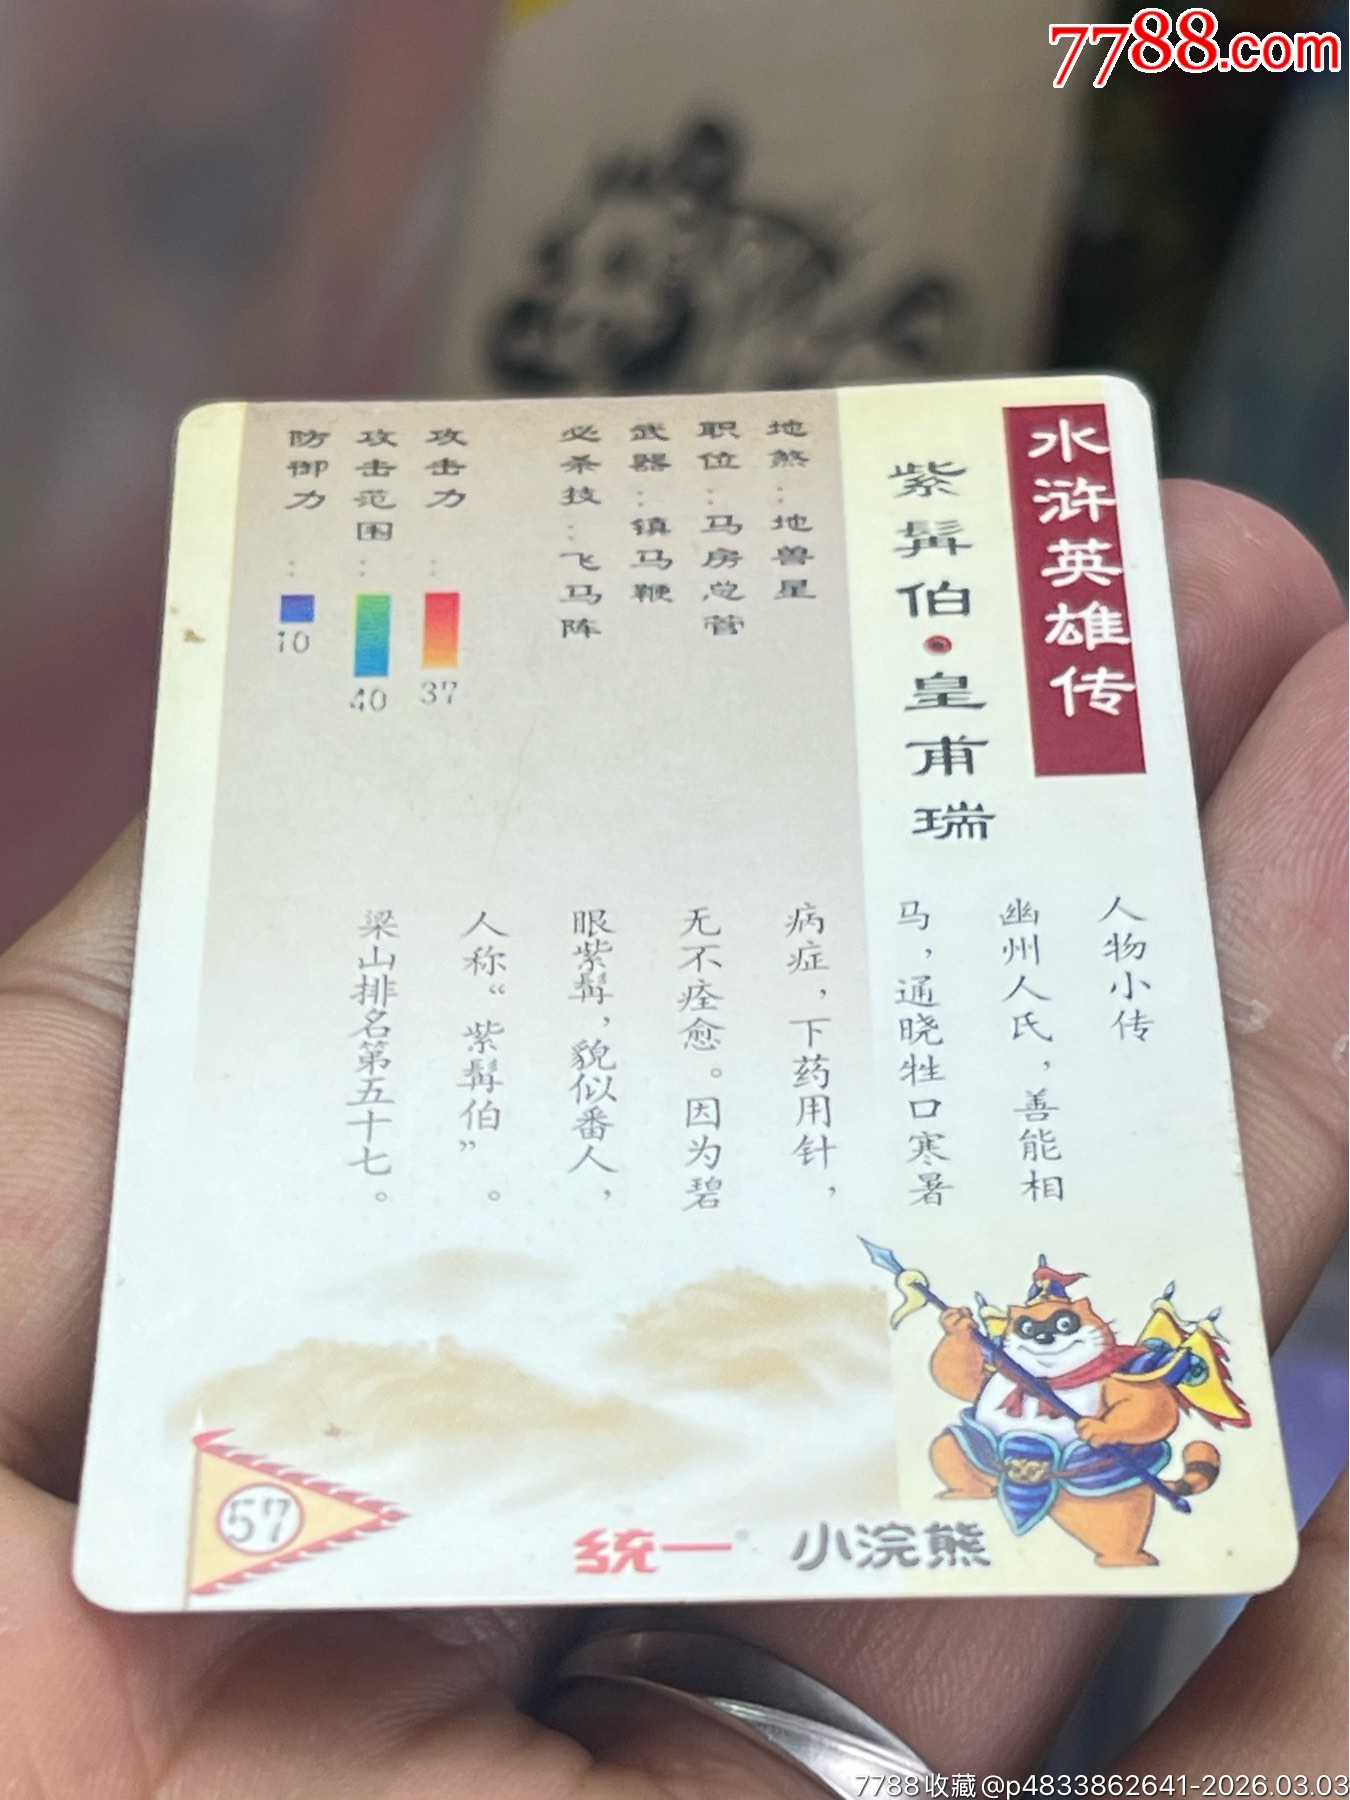 7788.com
水浒英雄传
紫髯伯·皇甫瑞
地煞：地兽星
职位：马房总管
武器：镇马鞭
必杀技：飞马阵
攻击力：37
攻击范围：40
防御力：10
人物小传
幽州人氏，善能相
马，通晓牲口寒暑
病症，下药用针，
无不痊愈。因为碧
眼紫髯，貌似番人，
人称“紫髯伯”。
梁山排名第五十七。
57
统一 小浣熊
7788收藏@p4833862641-2026.03.03